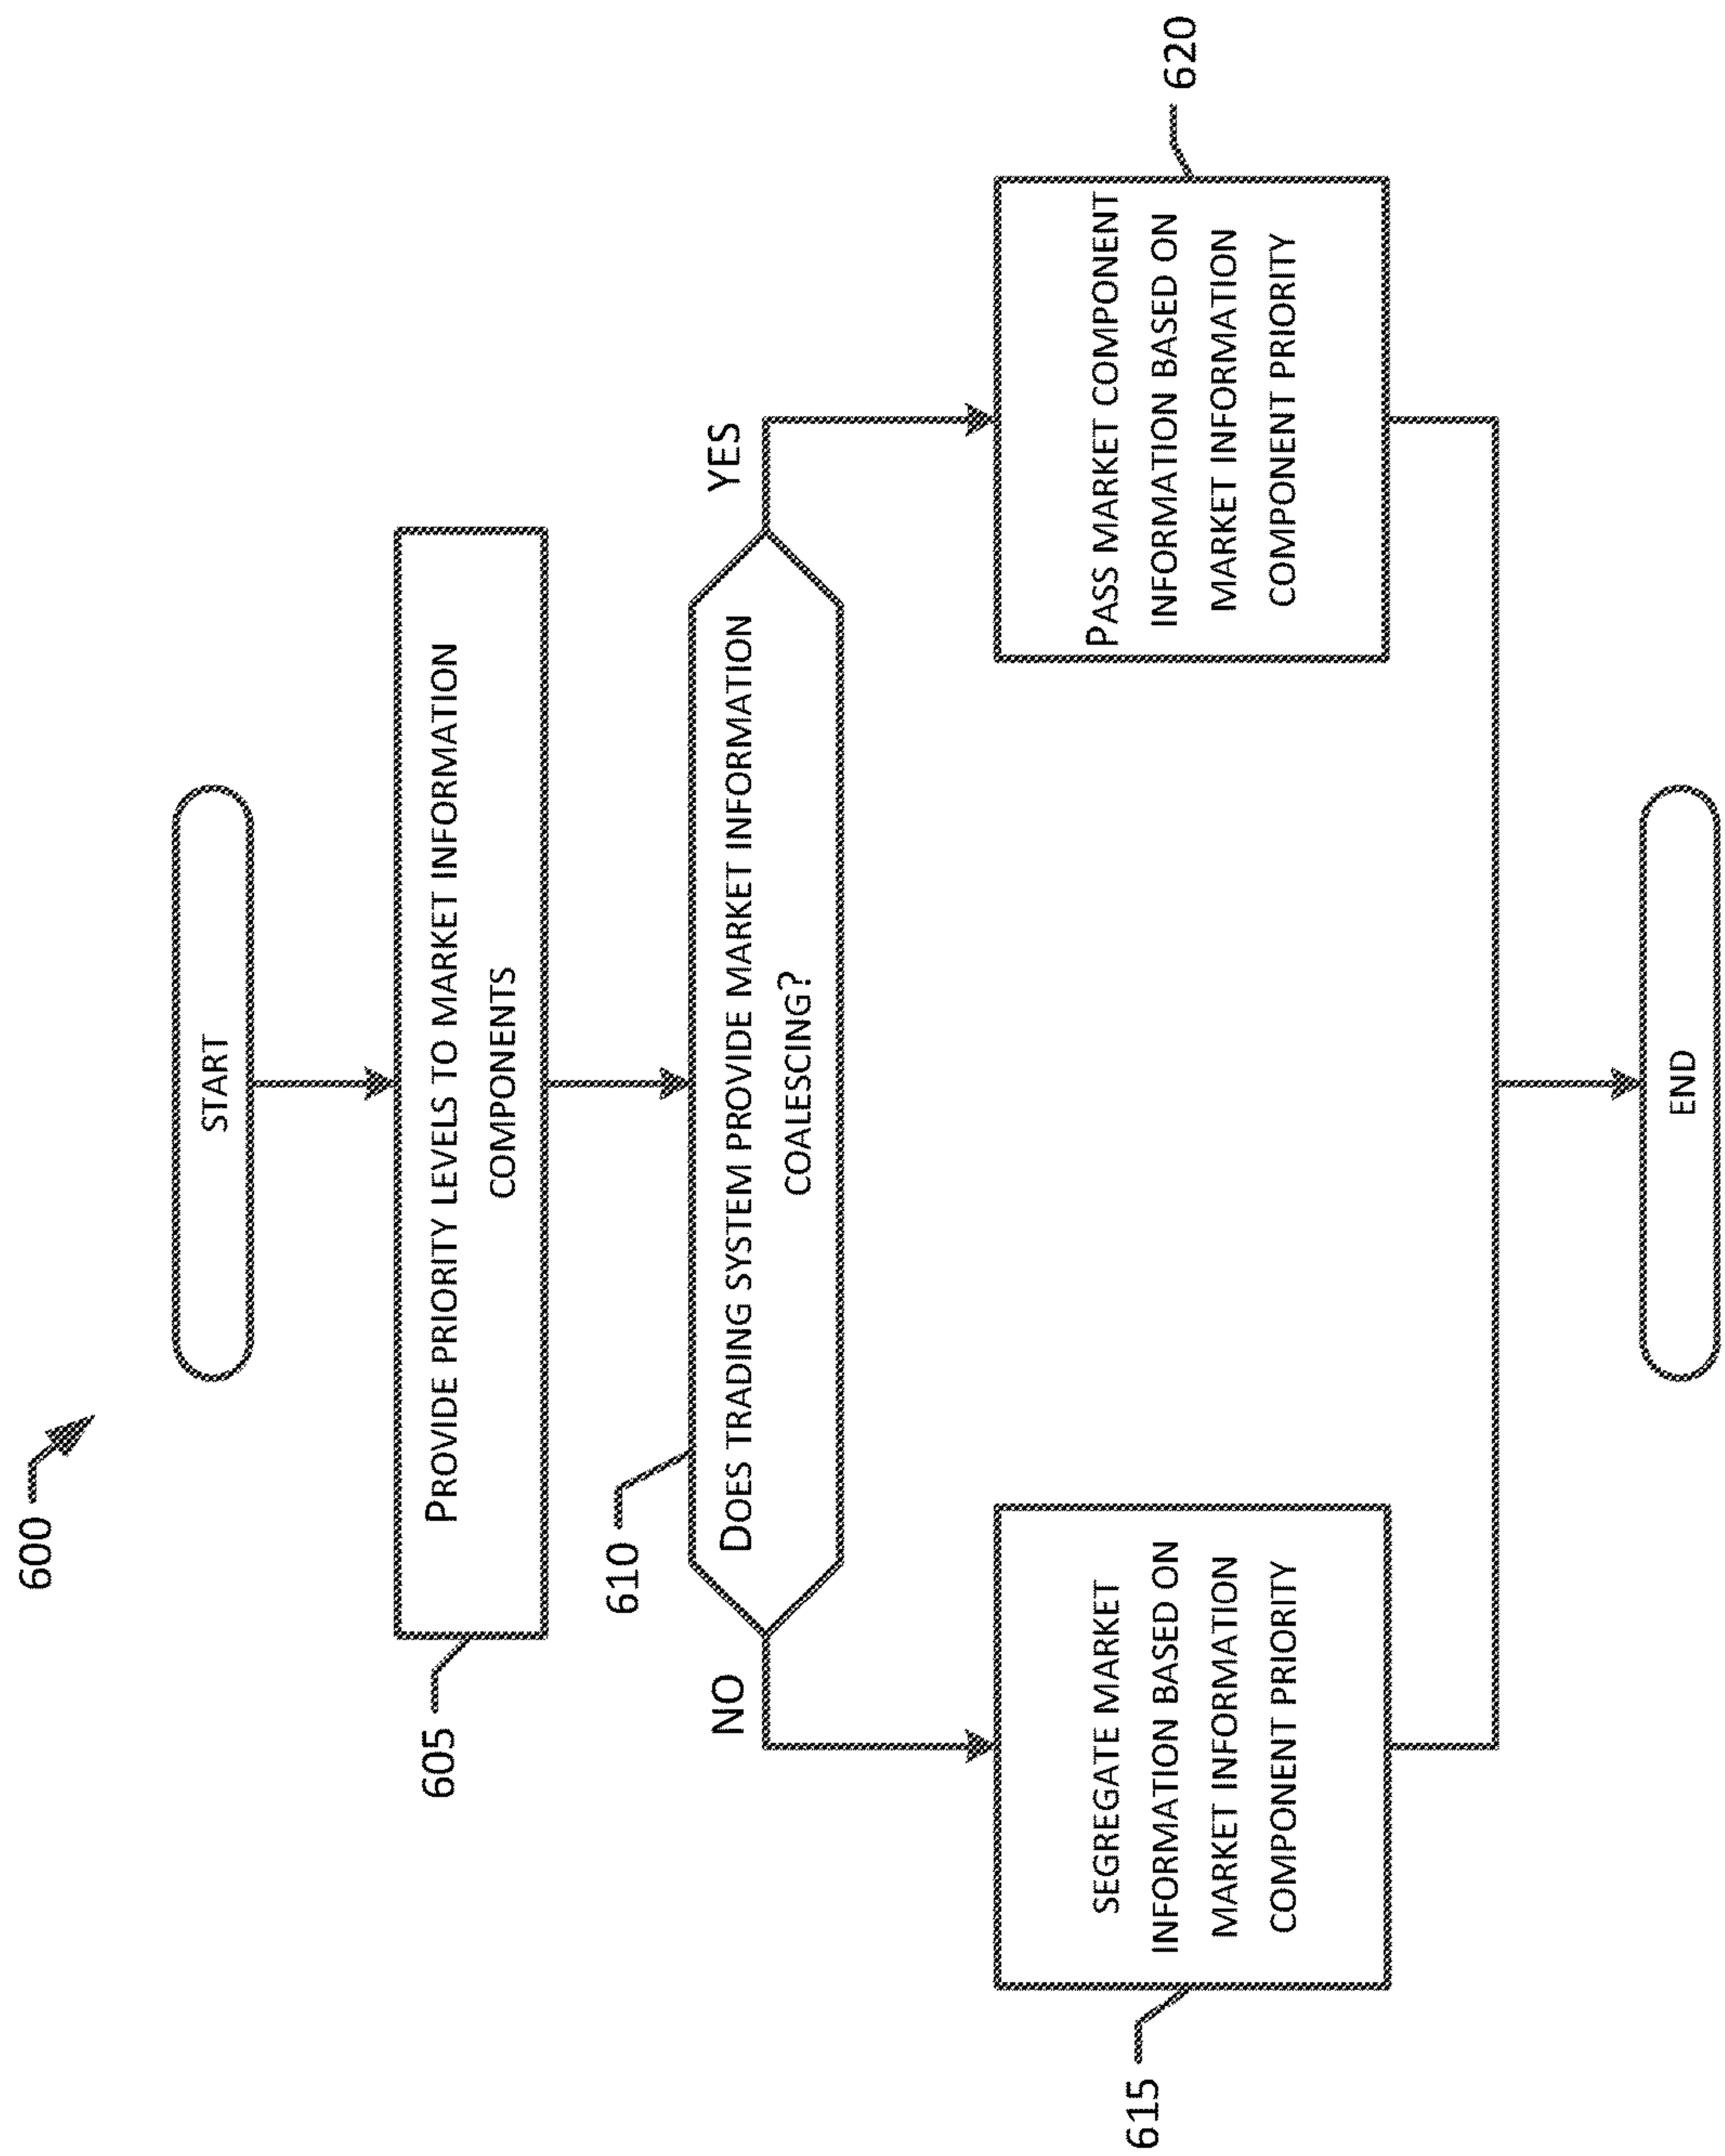 600
START
605
PROVIDE PRIORITY LEVELS TO MARKET INFORMATION
COMPONENTS
610
DOES TRADING SYSTEM PROVIDE MARKET INFORMATION
COALESCING?
NO
YES
615
SEGREGATE MARKET
INFORMATION BASED ON
MARKET INFORMATION
COMPONENT PRIORITY
620
PASS MARKET COMPONENT
INFORMATION BASED ON
MARKET INFORMATION
COMPONENT PRIORITY
END